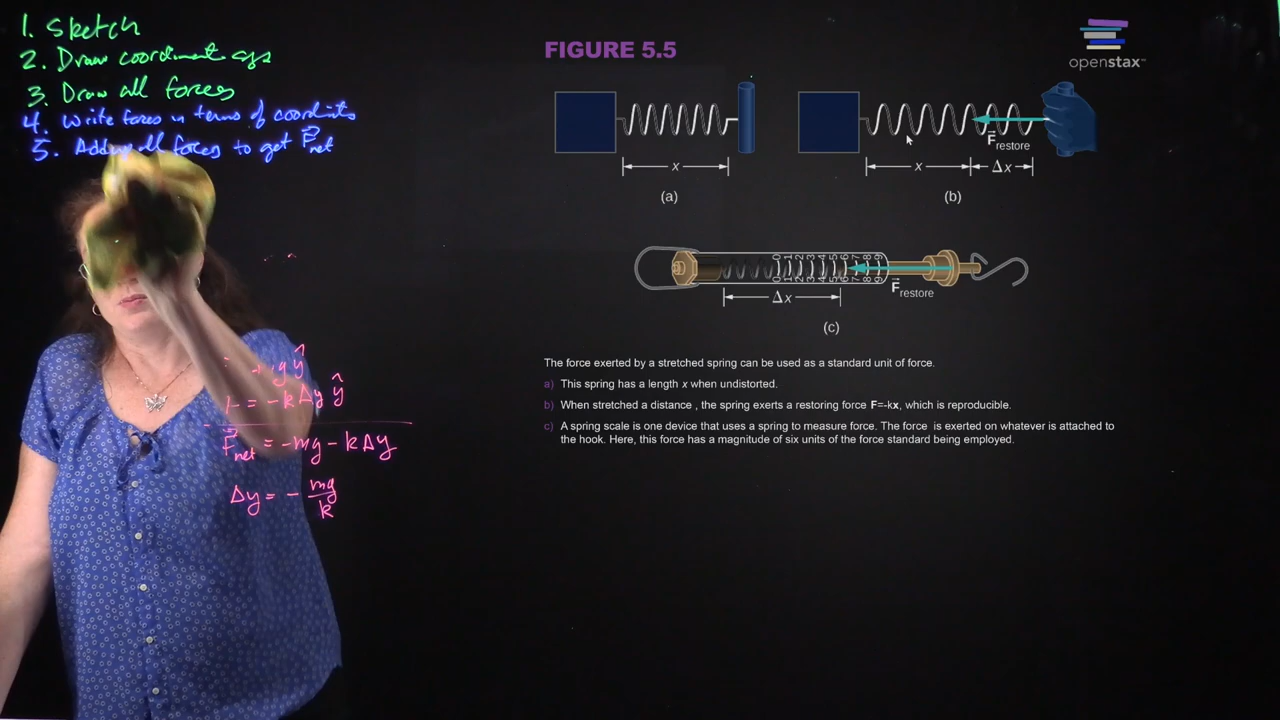 1. Sketch
2. Draw coordinate sys
3. Draw all forces
4. Write forces in terms of coordinits
5. Add all forces to get F⃗net
mg ŷ
= -kΔy ŷ
F⃗net = -mg - kΔy
Δy = - mg/k
FIGURE 5.5
openstax™
x
(a)
F⃗restore
x
Δx
(b)
0 1 2 3 4 5 6 7 8 9
F⃗restore
Δx
(c)
The force exerted by a stretched spring can be used as a standard unit of force.
a) This spring has a length x when undistorted.
b) When stretched a distance , the spring exerts a restoring force F=-kx, which is reproducible.
c) A spring scale is one device that uses a spring to measure force. The force is exerted on whatever is attached to
the hook. Here, this force has a magnitude of six units of the force standard being employed.